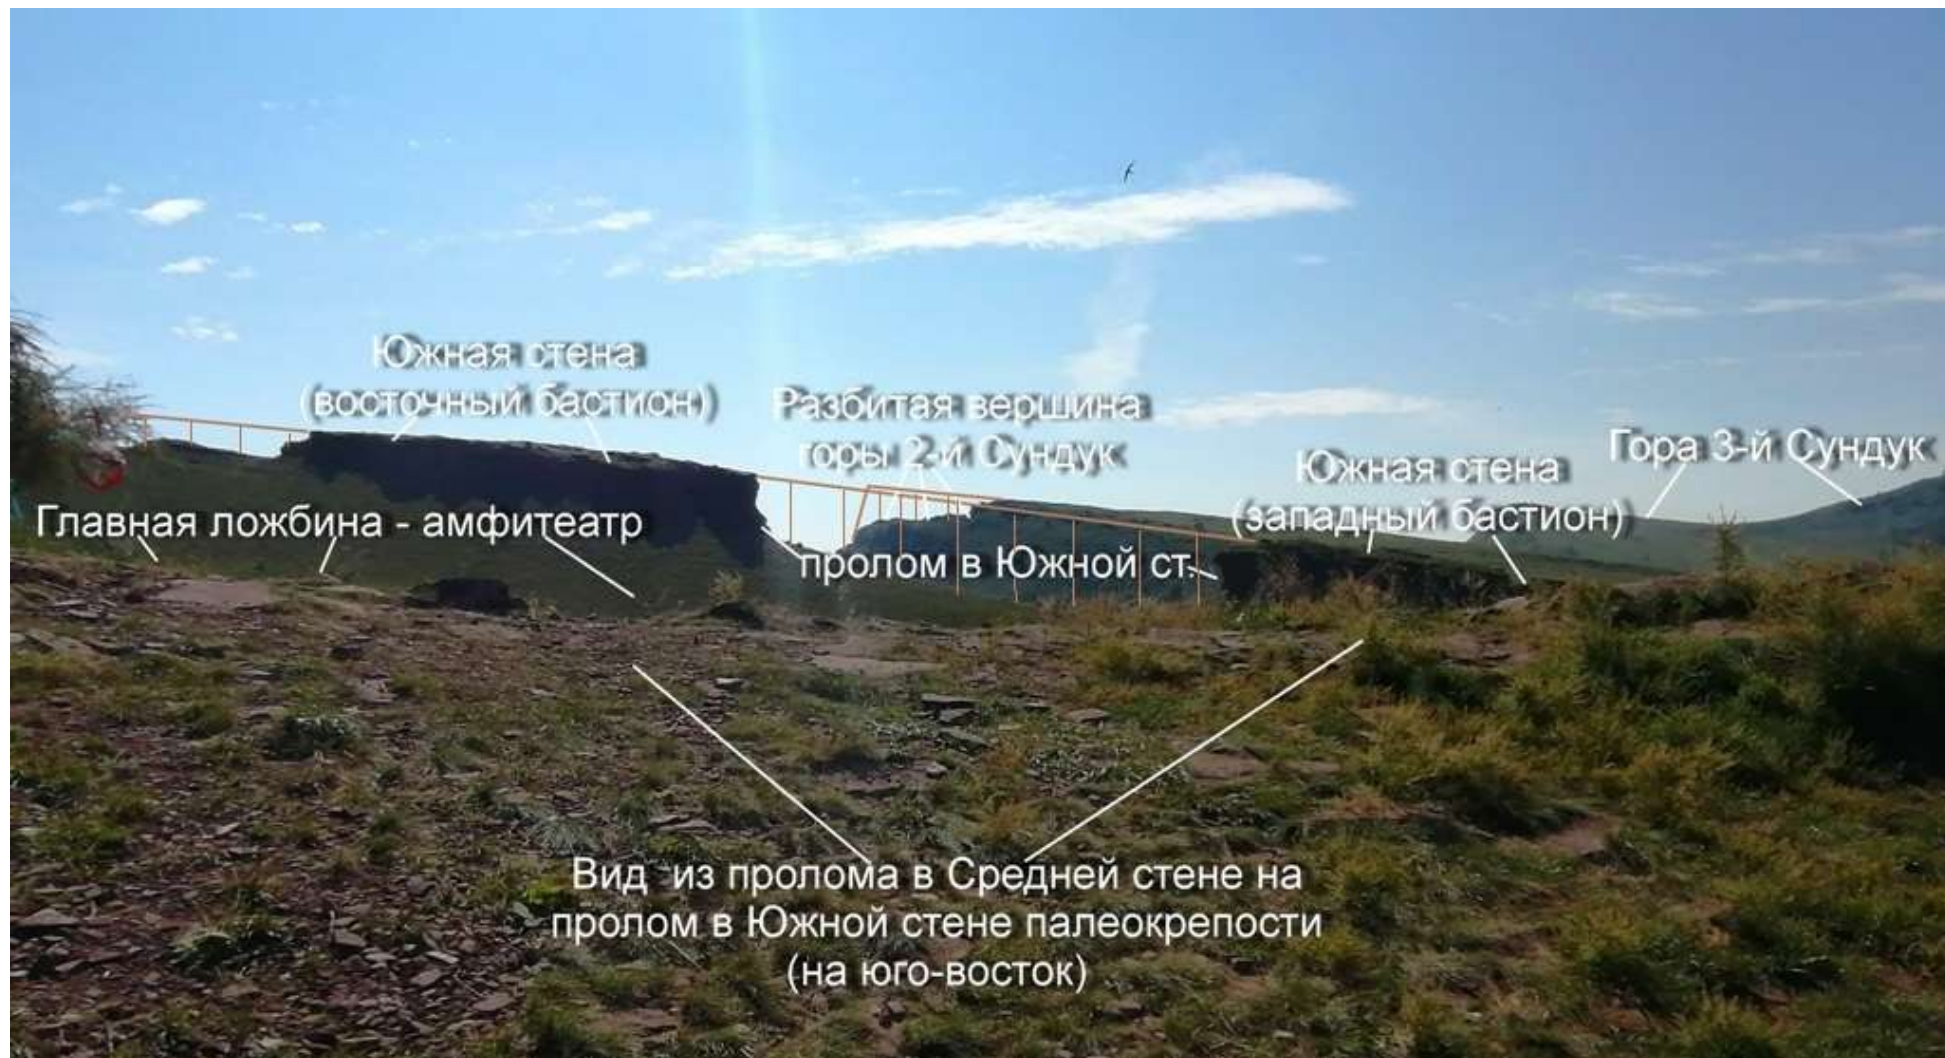 Южная стена
(восточный бастион)
Разбитая вершина
горы 2-й Сундук
Южная стена
(западный бастион)
Гора 3-й Сундук
Главная ложбина - амфитеатр
пролом в Южной ст.
Вид из пролома в Средней стене на
пролом в Южной стене палеокрепости
(на юго-восток)